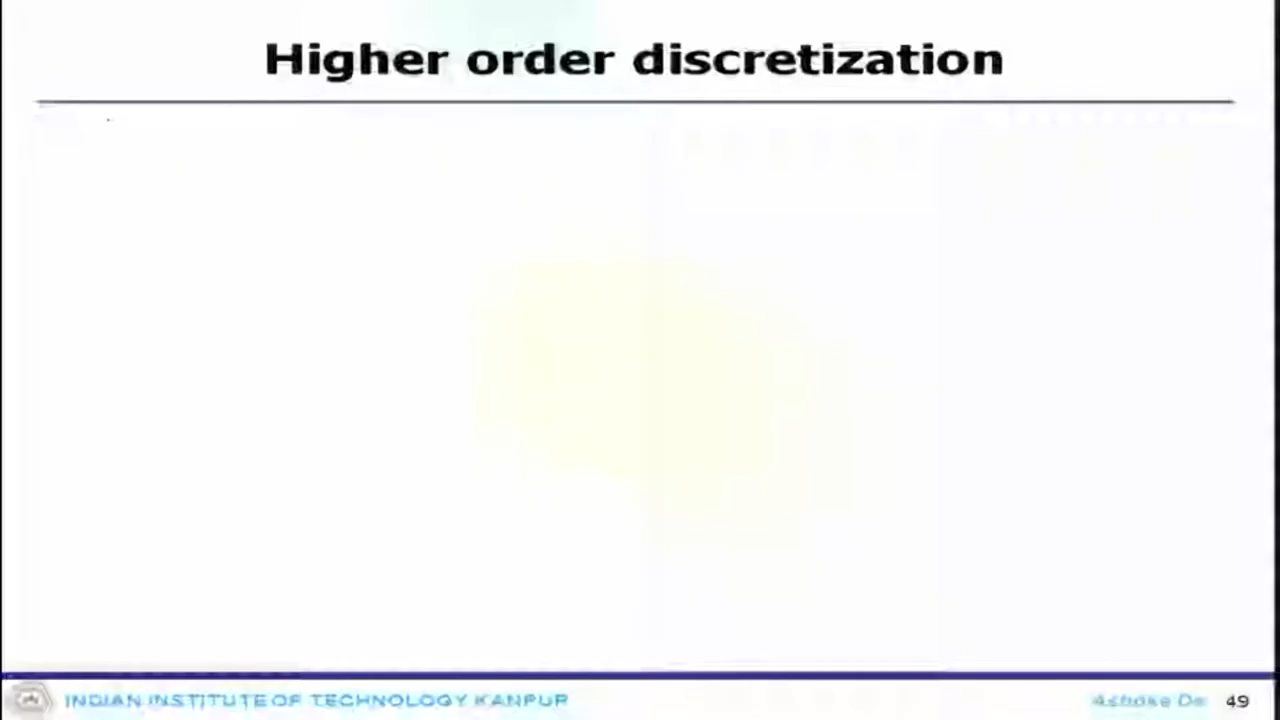 Higher order discretization
INDIAN INSTITUTE OF TECHNOLOGY KANPUR
Ashoke De 49